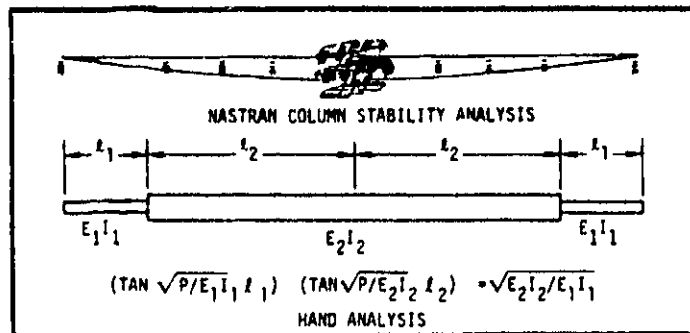 NASTRAN COLUMN STABILITY ANALYSIS
ℓ₁ ℓ₂ ℓ₂ ℓ₁
E₁I₁ E₂I₂ E₁I₁
(TAN √P/E₁I₁ ℓ₁) (TAN √P/E₂I₂ ℓ₂) = √E₂I₂/E₁I₁
HAND ANALYSIS